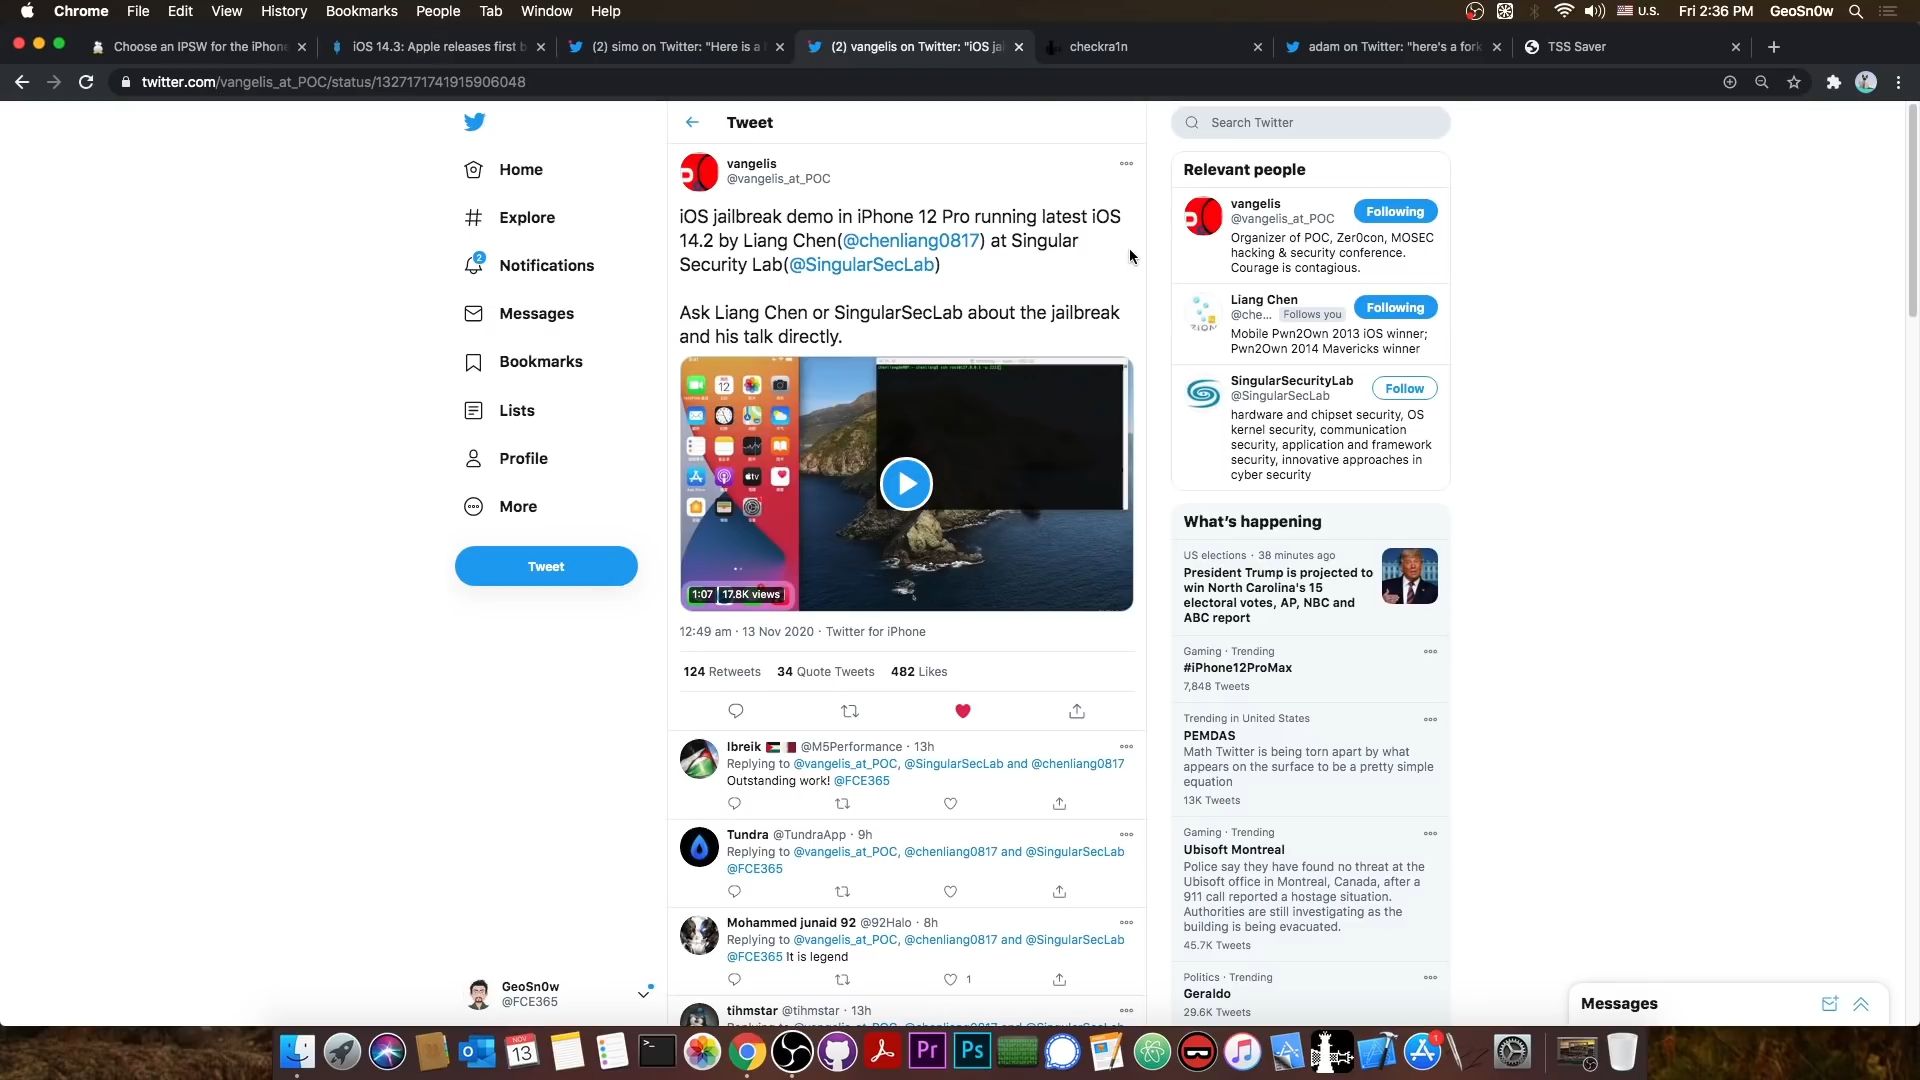 Chrome File Edit View History Bookmarks People Tab Window Help
U.S. Fri 2:36 PM GeoSn0w
Choose an IPSW for the iPhone
iOS 14.3: Apple releases first b
(2) simo on Twitter: "Here is a
(2) vangelis on Twitter: "iOS ja
checkra1n
adam on Twitter: "here's a fork
TSS Saver
twitter.com/vangelis_at_POC/status/1327171741915906048
Home
Explore
2
Notifications
Messages
Bookmarks
Lists
Profile
More
Tweet
GeoSn0w
@FCE365
Tweet
vangelis
@vangelis_at_POC
iOS jailbreak demo in iPhone 12 Pro running latest iOS
14.2 by Liang Chen(@chenliang0817) at Singular
Security Lab(@SingularSecLab)
Ask Liang Chen or SingularSecLab about the jailbreak
and his talk directly.
12
tv
1:07 17.8K views
12:49 am · 13 Nov 2020 · Twitter for iPhone
124 Retweets 34 Quote Tweets 482 Likes
Ibreik @M5Performance · 13h
Replying to @vangelis_at_POC, @SingularSecLab and @chenliang0817
Outstanding work! @FCE365
Tundra @TundraApp · 9h
Replying to @vangelis_at_POC, @chenliang0817 and @SingularSecLab
@FCE365
Mohammed junaid 92 @92Halo · 8h
Replying to @vangelis_at_POC, @chenliang0817 and @SingularSecLab
@FCE365 It is legend
1
tihmstar @tihmstar · 13h
Replying to @vangelis_at_POC, @chenliang0817 and @SingularSecLab
Search Twitter
Relevant people
vangelis
@vangelis_at_POC
Following
Organizer of POC, Zer0con, MOSEC
hacking & security conference.
Courage is contagious.
Liang Chen
@che... Follows you
Following
Mobile Pwn2Own 2013 iOS winner;
Pwn2Own 2014 Mavericks winner
SingularSecurityLab
@SingularSecLab
Follow
hardware and chipset security, OS
kernel security, communication
security, application and framework
security, innovative approaches in
cyber security
What's happening
US elections · 38 minutes ago
President Trump is projected to
win North Carolina's 15
electoral votes, AP, NBC and
ABC report
Gaming · Trending
#iPhone12ProMax
7,848 Tweets
Trending in United States
PEMDAS
Math Twitter is being torn apart by what
appears on the surface to be a pretty simple
equation
13K Tweets
Gaming · Trending
Ubisoft Montreal
Police say they have found no threat at the
Ubisoft office in Montreal, Canada, after a
911 call reported a hostage situation.
Authorities are still investigating as the
building is being evacuated.
45.7K Tweets
Politics · Trending
Geraldo
29.6K Tweets
Messages
NOV
13
Pr
Ps
1